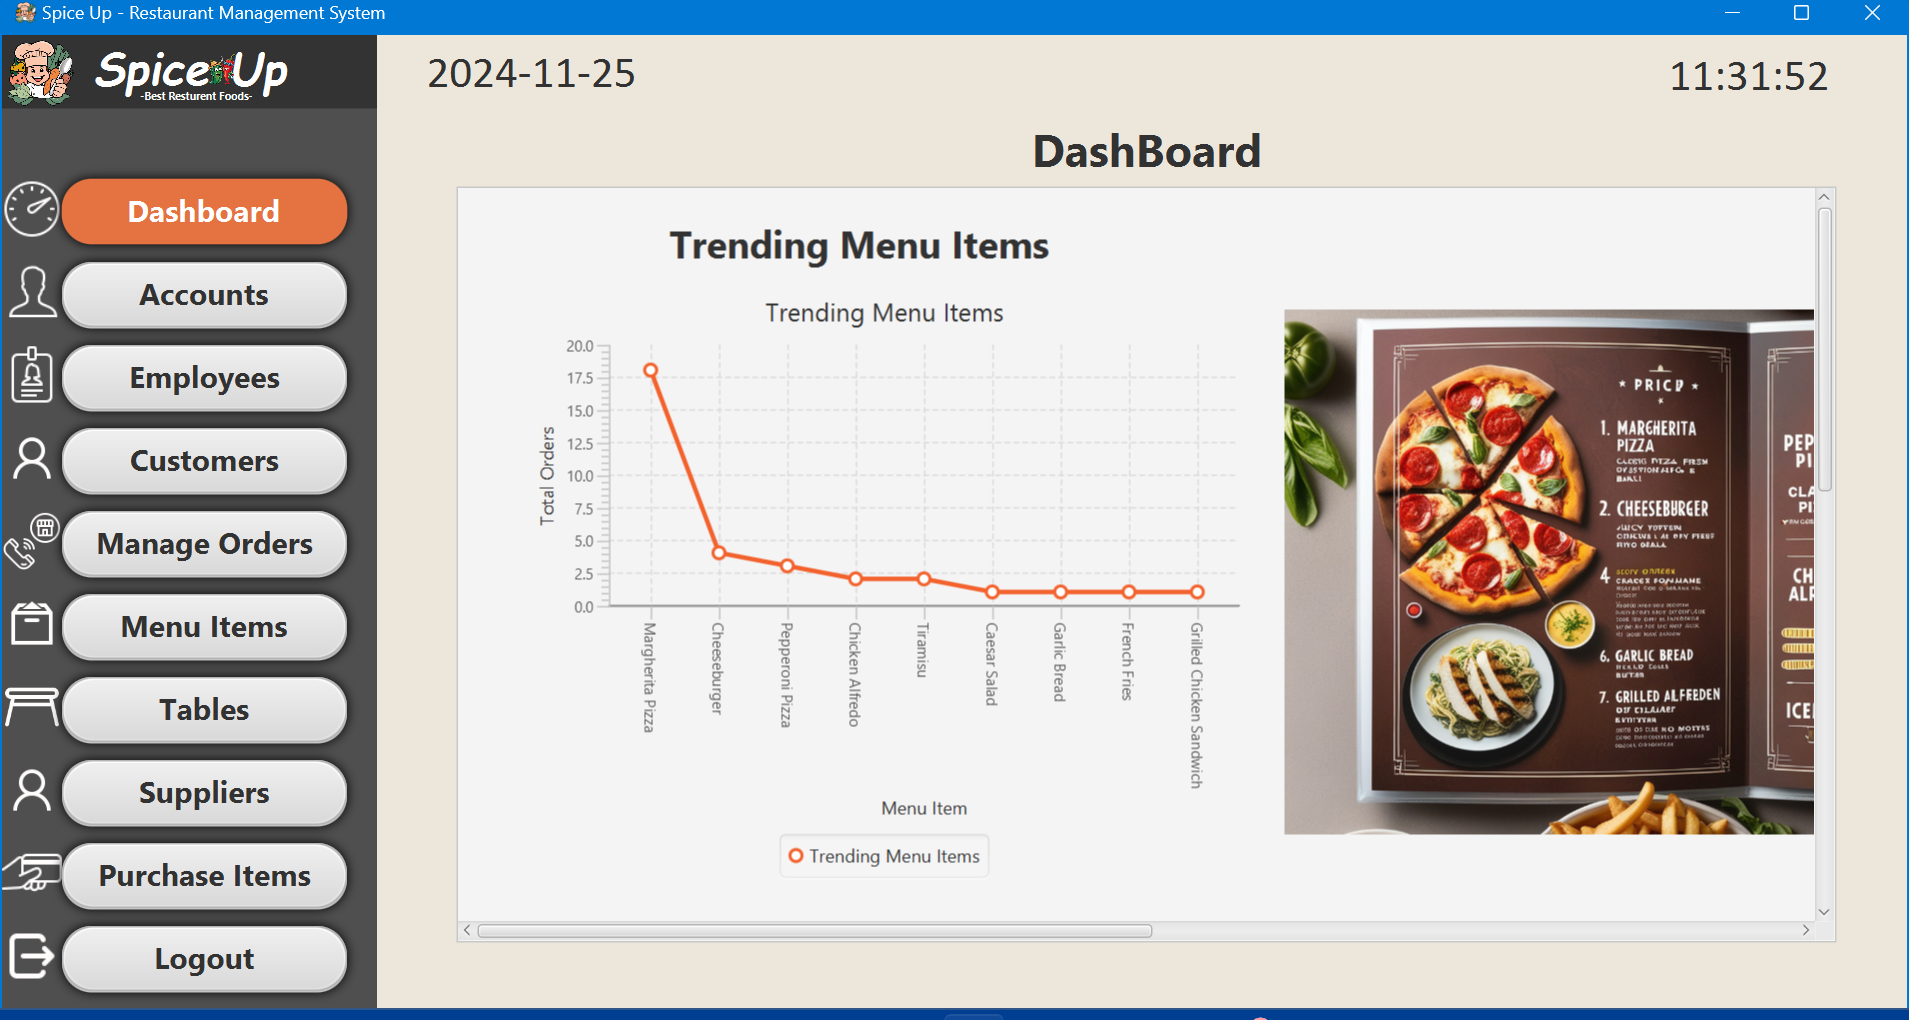 Spice Up - Restaurant Management System
Spice Up
-Best Resturent Foods-
2024-11-25
11:31:52
DashBoard
Dashboard
Accounts
Employees
Customers
Manage Orders
Menu Items
Tables
Suppliers
Purchase Items
Logout
Trending Menu Items
Trending Menu Items
Total Orders
20.0
17.5
15.0
12.5
10.0
7.5
5.0
2.5
0.0
Margherita Pizza
Cheeseburger
Pepperoni Pizza
Chicken Alfredo
Tiramisu
Caesar Salad
Garlic Bread
French Fries
Grilled Chicken Sandwich
Menu Item
Trending Menu Items
1. MARGHERITA
PIZZA
2. CHEESEBURGER
4
6. GARLIC BREAD
7. GRILLED ALFERDEN
PEP
PI
CLA
PI
CH
ALF
ICE